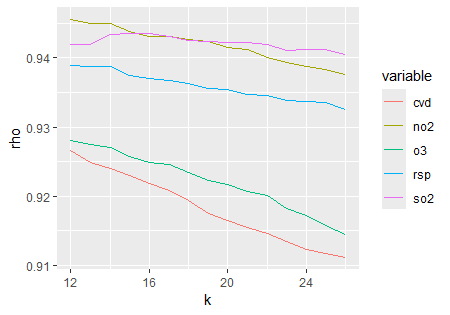 0.94
0.93
0.92
0.91
rho
12
16
20
24
k
variable
cvd
no2
o3
rsp
so2